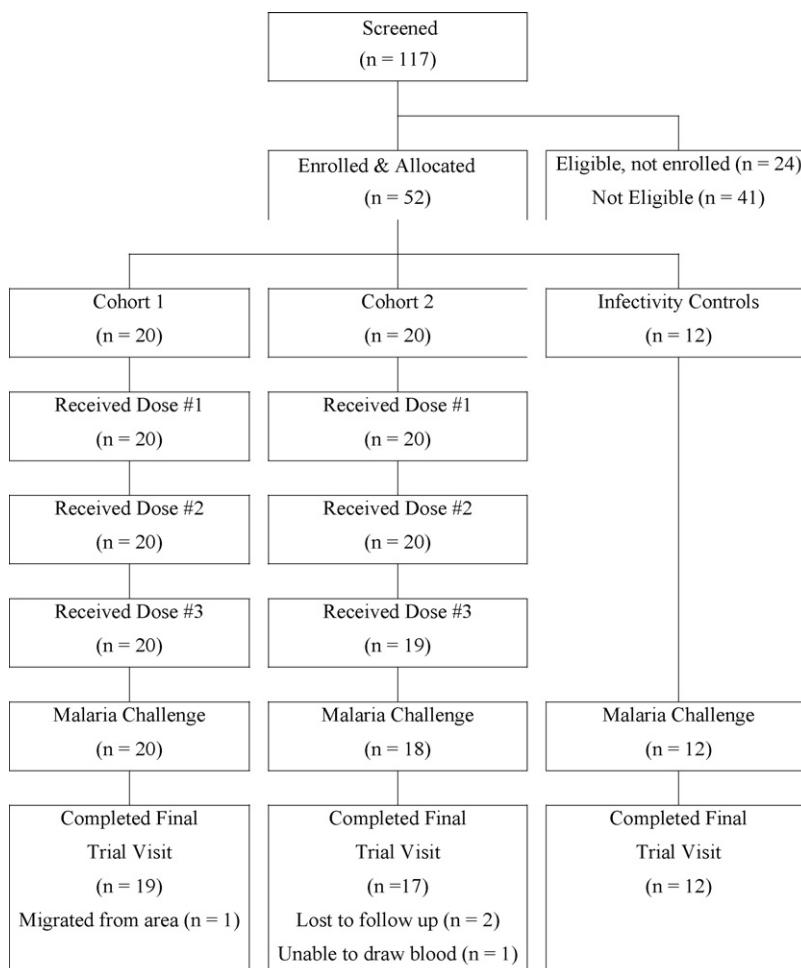 Screened
(n = 117)
Enrolled & Allocated
(n = 52)
Eligible, not enrolled (n = 24)
Not Eligible (n = 41)
Cohort 1
(n = 20)
Cohort 2
(n = 20)
Infectivity Controls
(n = 12)
Received Dose #1
(n = 20)
Received Dose #1
(n = 20)
Received Dose #2
(n = 20)
Received Dose #2
(n = 20)
Received Dose #3
(n = 20)
Received Dose #3
(n = 19)
Malaria Challenge
(n = 20)
Malaria Challenge
(n = 18)
Malaria Challenge
(n = 12)
Completed Final
Trial Visit
(n = 19)
Migrated from area (n = 1)
Completed Final
Trial Visit
(n =17)
Lost to follow up (n = 2)
Unable to draw blood (n = 1)
Completed Final
Trial Visit
(n = 12)